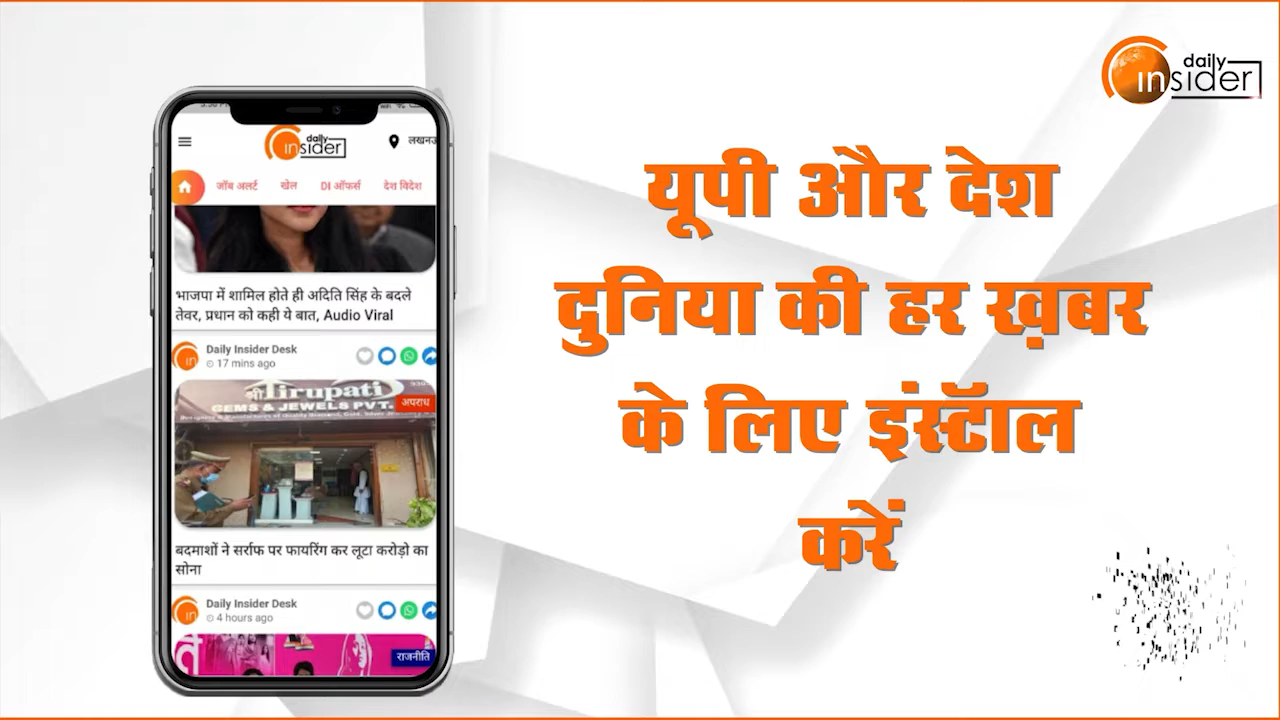 daily
insider
daily
insider
जॉब अलर्ट खेल DI ऑफर्स देश विदेश
भाजपा में शामिल होते ही अदिति सिंह के बदले
तेवर, प्रधान को कही ये बात, Audio Viral
Daily Insider Desk
17 mins ago
श्री Tirupati
GEMS & JEWELS PVT.
अपराध
बदमाशों ने सर्राफ पर फायरिंग कर लूटा करोड़ो का
सोना
Daily Insider Desk
4 hours ago
राजनीति
यूपी और देश
दुनिया की हर ख़बर
के लिए इंस्टॅाल
करें